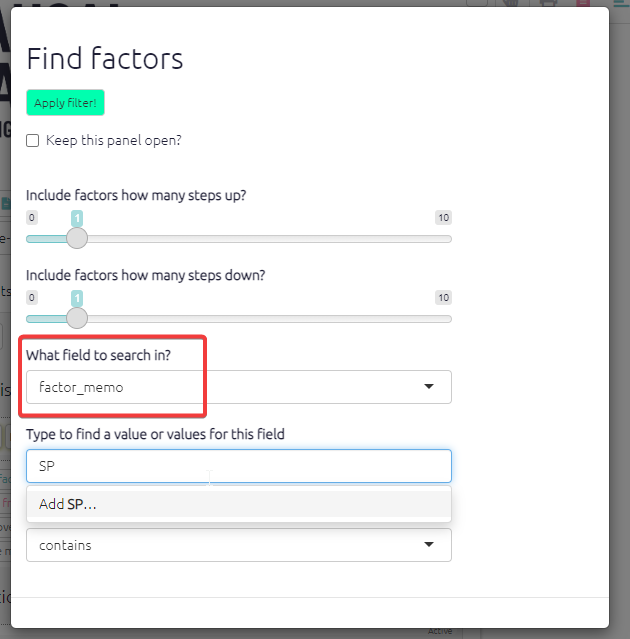 Find factors
Apply filter!
Keep this panel open?
Include factors how many steps up?
0 1 10
Include factors how many steps down?
0 1 10
What field to search in?
factor_memo
Type to find a value or values for this field
SP
Add SP...
contains
Active